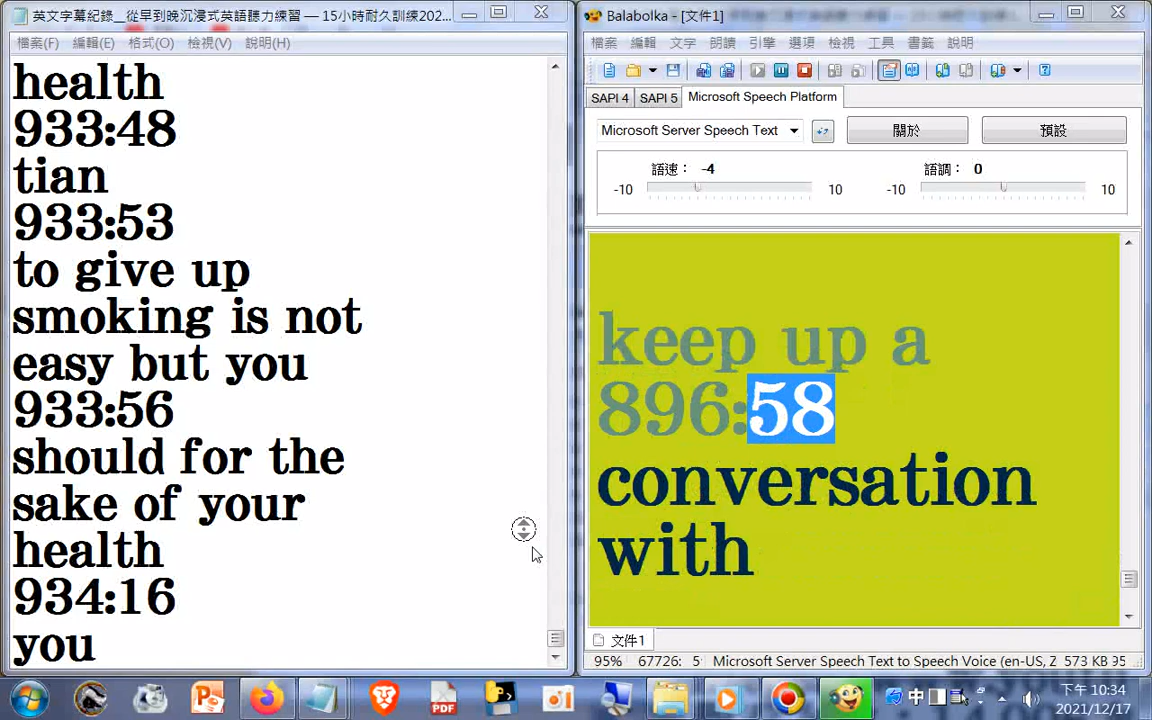 英文字幕紀錄__從早到晚沉浸式英語聽力練習 — 15小時耐久訓練202...
檔案(F) 編輯(E) 格式(O) 檢視(V) 說明(H)
health
933:48
tian
933:53
to give up
smoking is not
easy but you
933:56
should for the
sake of your
health
934:16
you
Balabolka - [文件1]
檔案 編輯 文字 朗讀 引擎 選項 檢視 工具 書籤 說明
SAPI 4 SAPI 5 Microsoft Speech Platform
Microsoft Server Speech Text 關於 預設
語速： -4 語調： 0
-10 10 -10 10
keep up a
896:58
conversation
with
文件1
95% 67726: 5 Microsoft Server Speech Text to Speech Voice (en-US, Z 573 KB 95
PDF 中 下午 10:34
2021/12/17